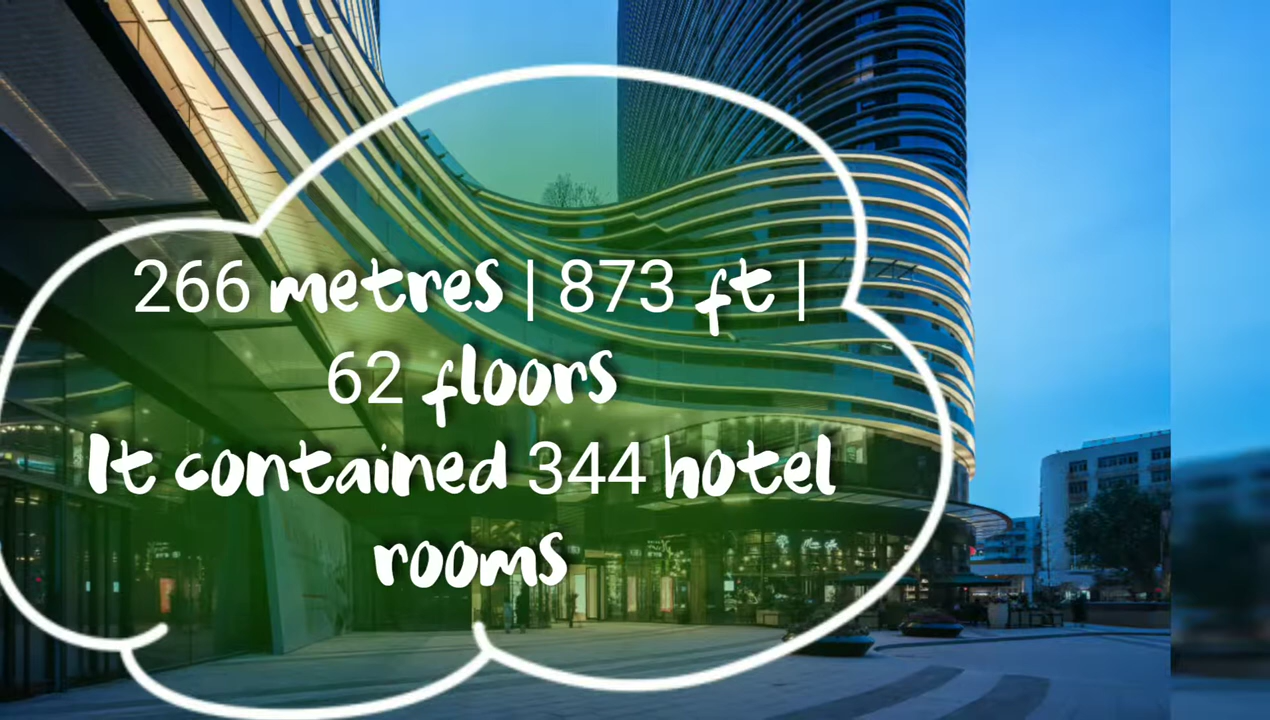 266 metres | 873 ft |
62 floors
It contained 344 hotel
rooms